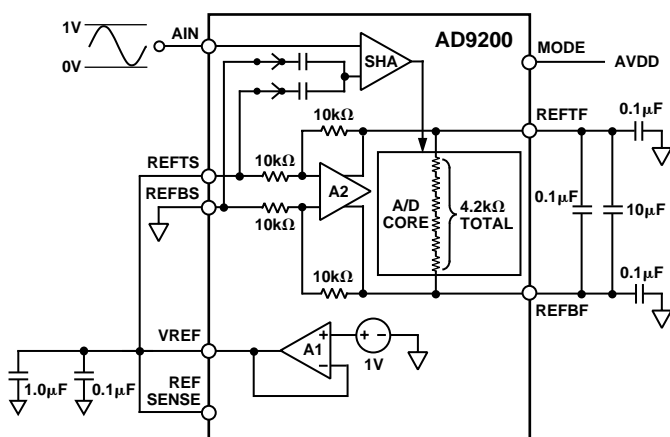 1V
0V
AIN
AD9200
SHA
MODE
AVDD
10kΩ
REFTF
0.1µF
REFTS
10kΩ
REFBS
10kΩ
A2
A/D
CORE
4.2kΩ
TOTAL
0.1µF
10µF
10kΩ
0.1µF
REFBF
VREF
A1
+
−
+ −
1V
1.0µF
0.1µF
REF
SENSE